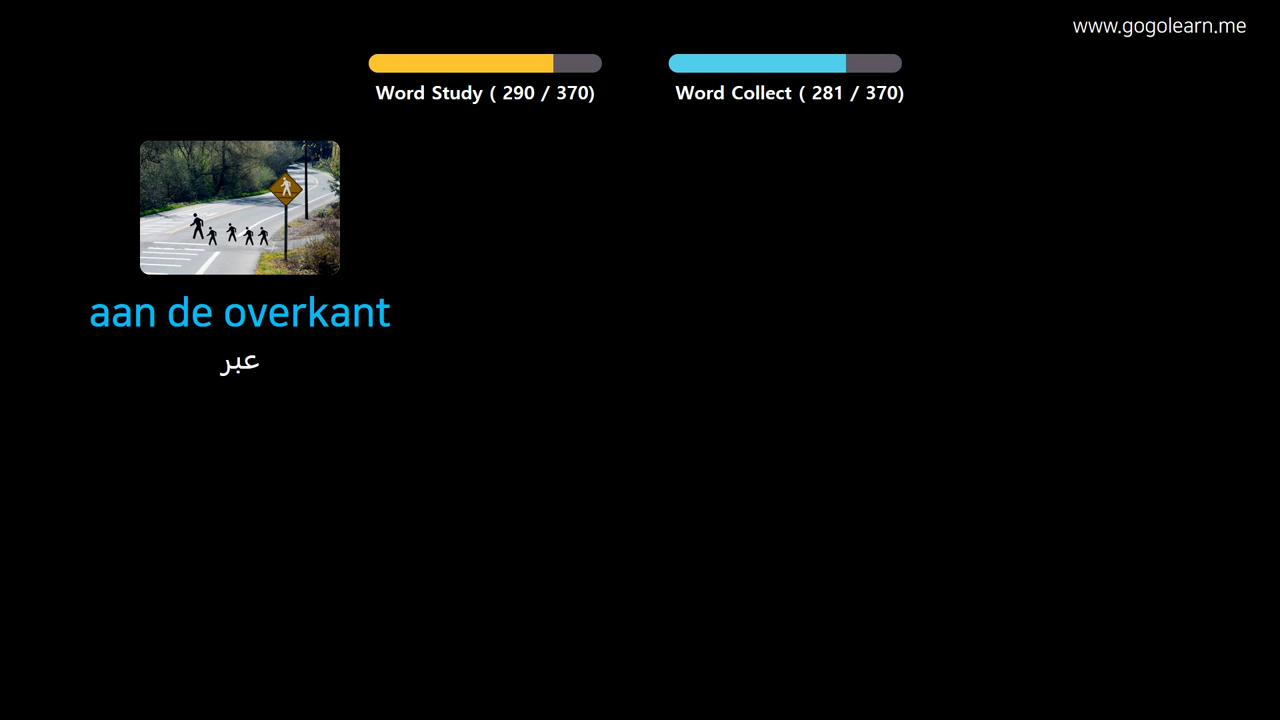 www.gogolearn.me
Word Study ( 290 / 370)
Word Collect ( 281 / 370)
aan de overkant
عبر